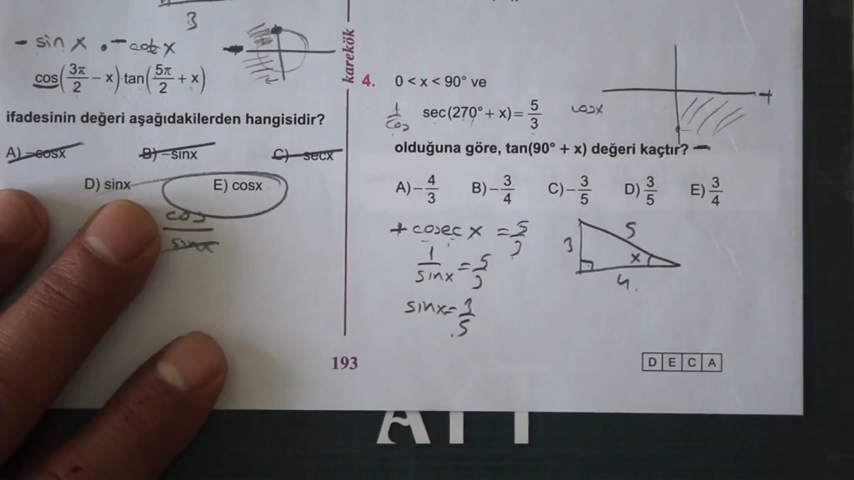 3
- sin x . - cotx
cos(3π/2 - x)·tan(5π/2 + x)
ifadesinin değeri aşağıdakilerden hangisidir?
A) -cosx B) -sinx C) -secx
D) sinx E) cosx
cos
sinx
karekök
4. 0 < x < 90° ve
1/cos sec(270° + x) = 5/3 cosx
olduğuna göre, tan(90° + x) değeri kaçtır? -
A) -4/3 B) -3/4 C) -3/5 D) 3/5 E) 3/4
+ cosec x = 5/3
1/sinx = 5/3
sinx = 3/5
3 5 x 4
+
193
D E C A
AYT